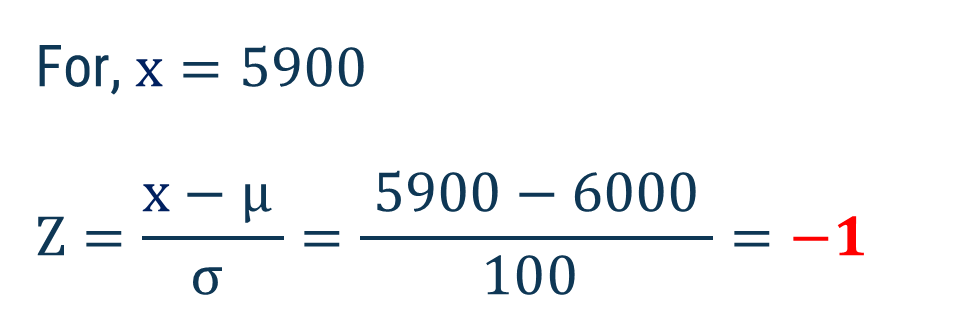 For, x = 5900
Z = (x − μ)/σ = (5900 − 6000)/100 = −1